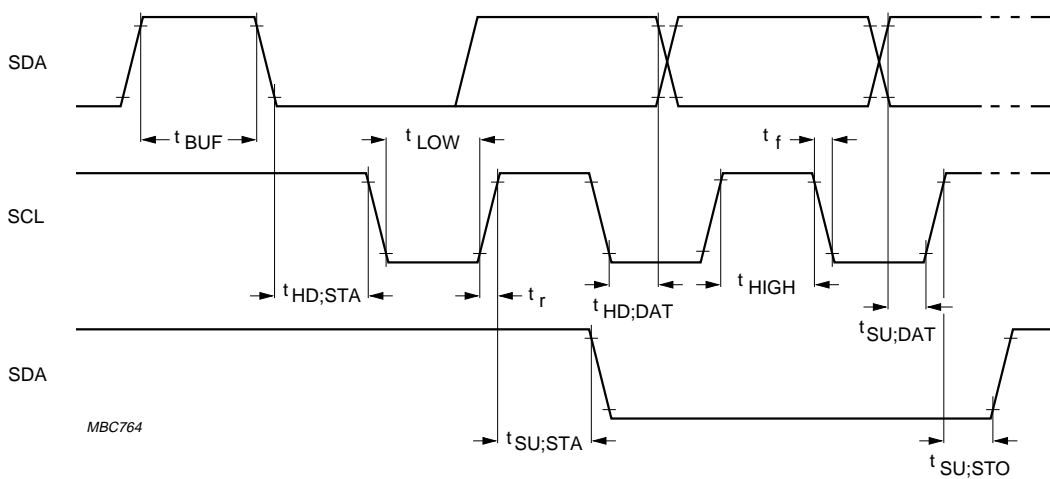 SDA
t BUF
t LOW
t f
SCL
t HD;STA
t r
t HD;DAT
t HIGH
t SU;DAT
SDA
MBC764
t SU;STA
t SU;STO